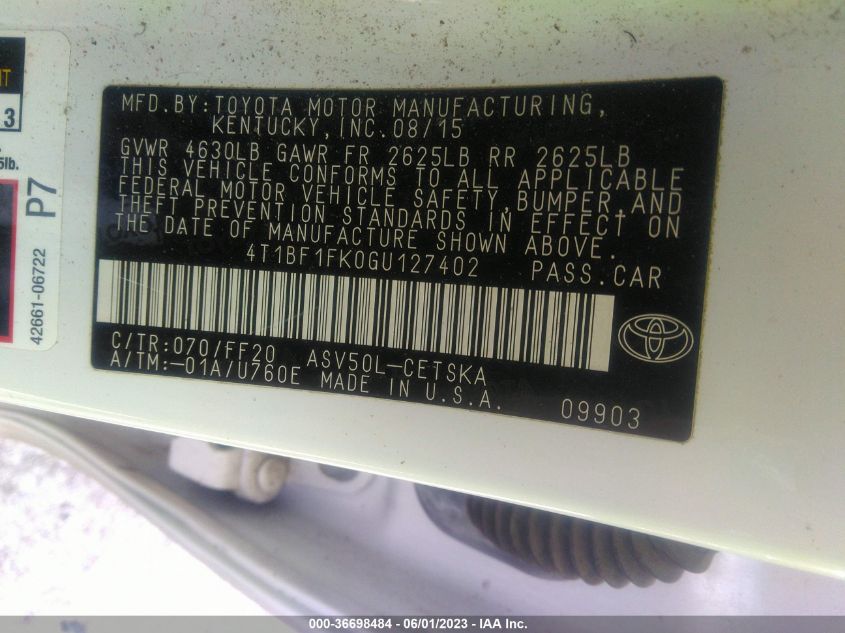 MFD.BY:TOYOTA MOTOR MANUFACTURING,
KENTUCKY,INC.08/15
GVWR 4630LB GAWR FR 2625LB RR 2625LB
THIS VEHICLE CONFORMS TO ALL APPLICABLE
FEDERAL MOTOR VEHICLE SAFETY,BUMPER,AND
THEFT PREVENTION STANDARDS IN EFFECT ON
THE DATE OF MANUFACTURE SHOWN ABOVE.
4T1BF1FK0GU127402 PASS.CAR
C/TR:070/FF20 ASV50L-CETSKA
A/TM:-01A/U760E MADE IN U.S.A. 09903
3
5lb.
P7
42661-06722
000-36698484 - 06/01/2023 - IAA Inc.